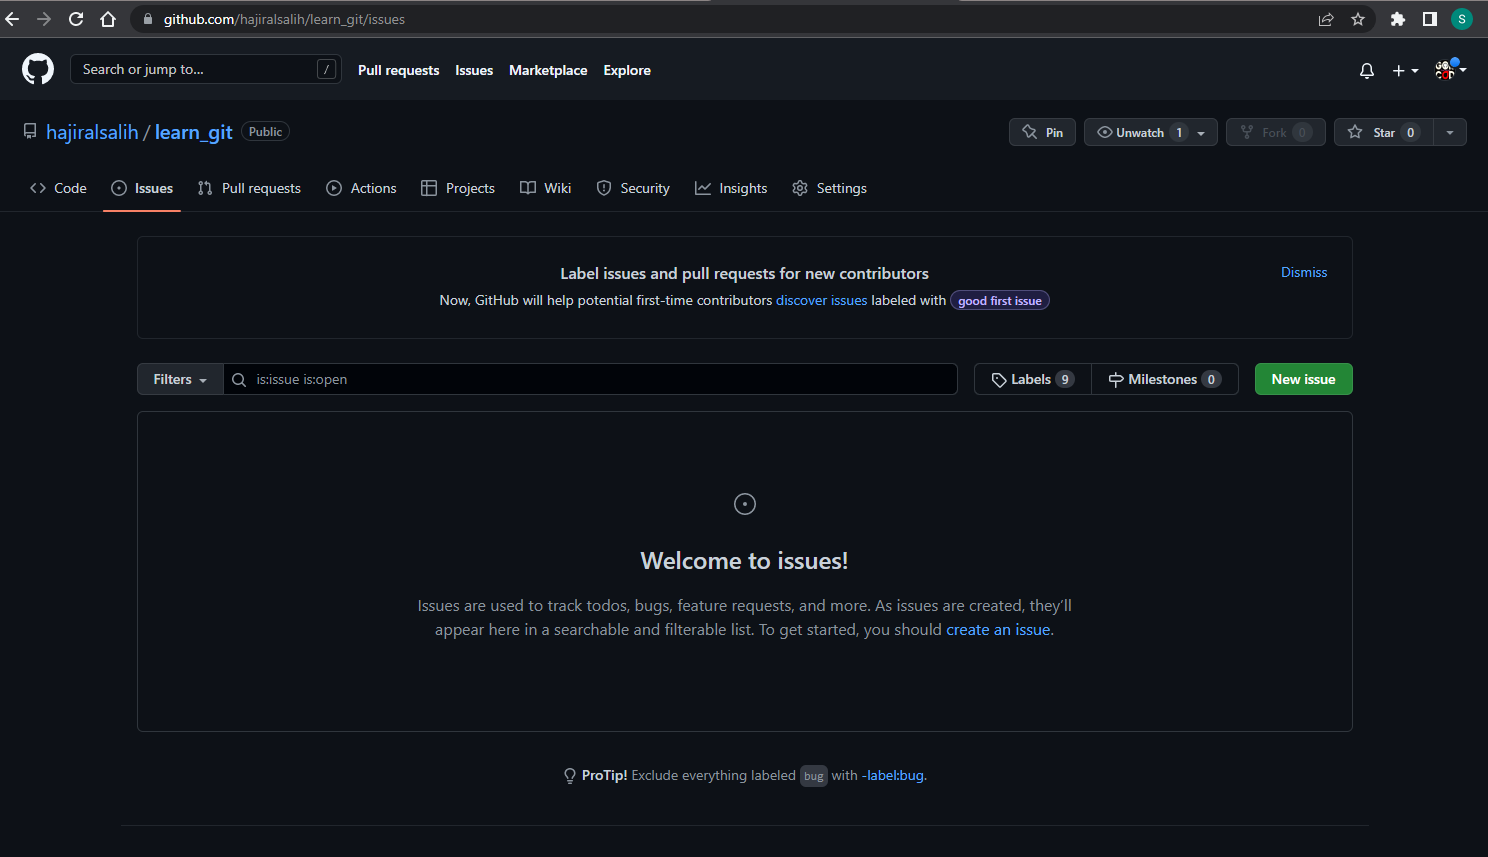 github.com/hajiralsalih/learn_git/issues
S
Search or jump to... / Pull requests Issues Marketplace Explore
hajiralsalih / learn_git Public Pin Unwatch 1 Fork 0 Star 0
Code Issues Pull requests Actions Projects Wiki Security Insights Settings
Label issues and pull requests for new contributors Dismiss
Now, GitHub will help potential first-time contributors discover issues labeled with good first issue
Filters is:issue is:open Labels 9 Milestones 0 New issue
Welcome to issues!
Issues are used to track todos, bugs, feature requests, and more. As issues are created, they’ll
appear here in a searchable and filterable list. To get started, you should create an issue.
ProTip! Exclude everything labeled bug with -label:bug.